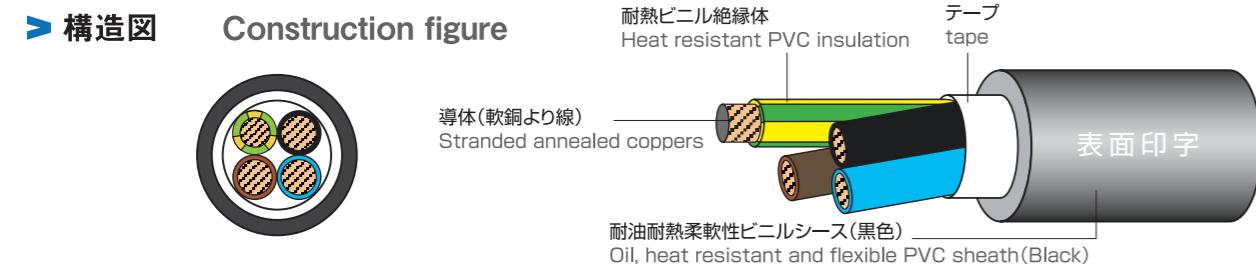 > 構造図 Construction figure
耐熱ビニル絶縁体
Heat resistant PVC insulation
テープ
tape
導体(軟銅より線)
Stranded annealed coppers
表面印字
耐油耐熱柔軟性ビニルシース(黒色)
Oil, heat resistant and flexible PVC sheath(Black)